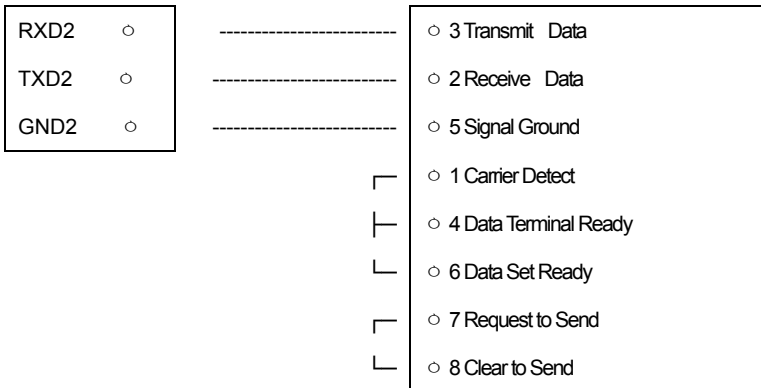 RXD2 3 Transmit Data
TXD2 2 Receive Data
GND2 5 Signal Ground
1 Carrier Detect
4 Data Terminal Ready
6 Data Set Ready
7 Request to Send
8 Clear to Send